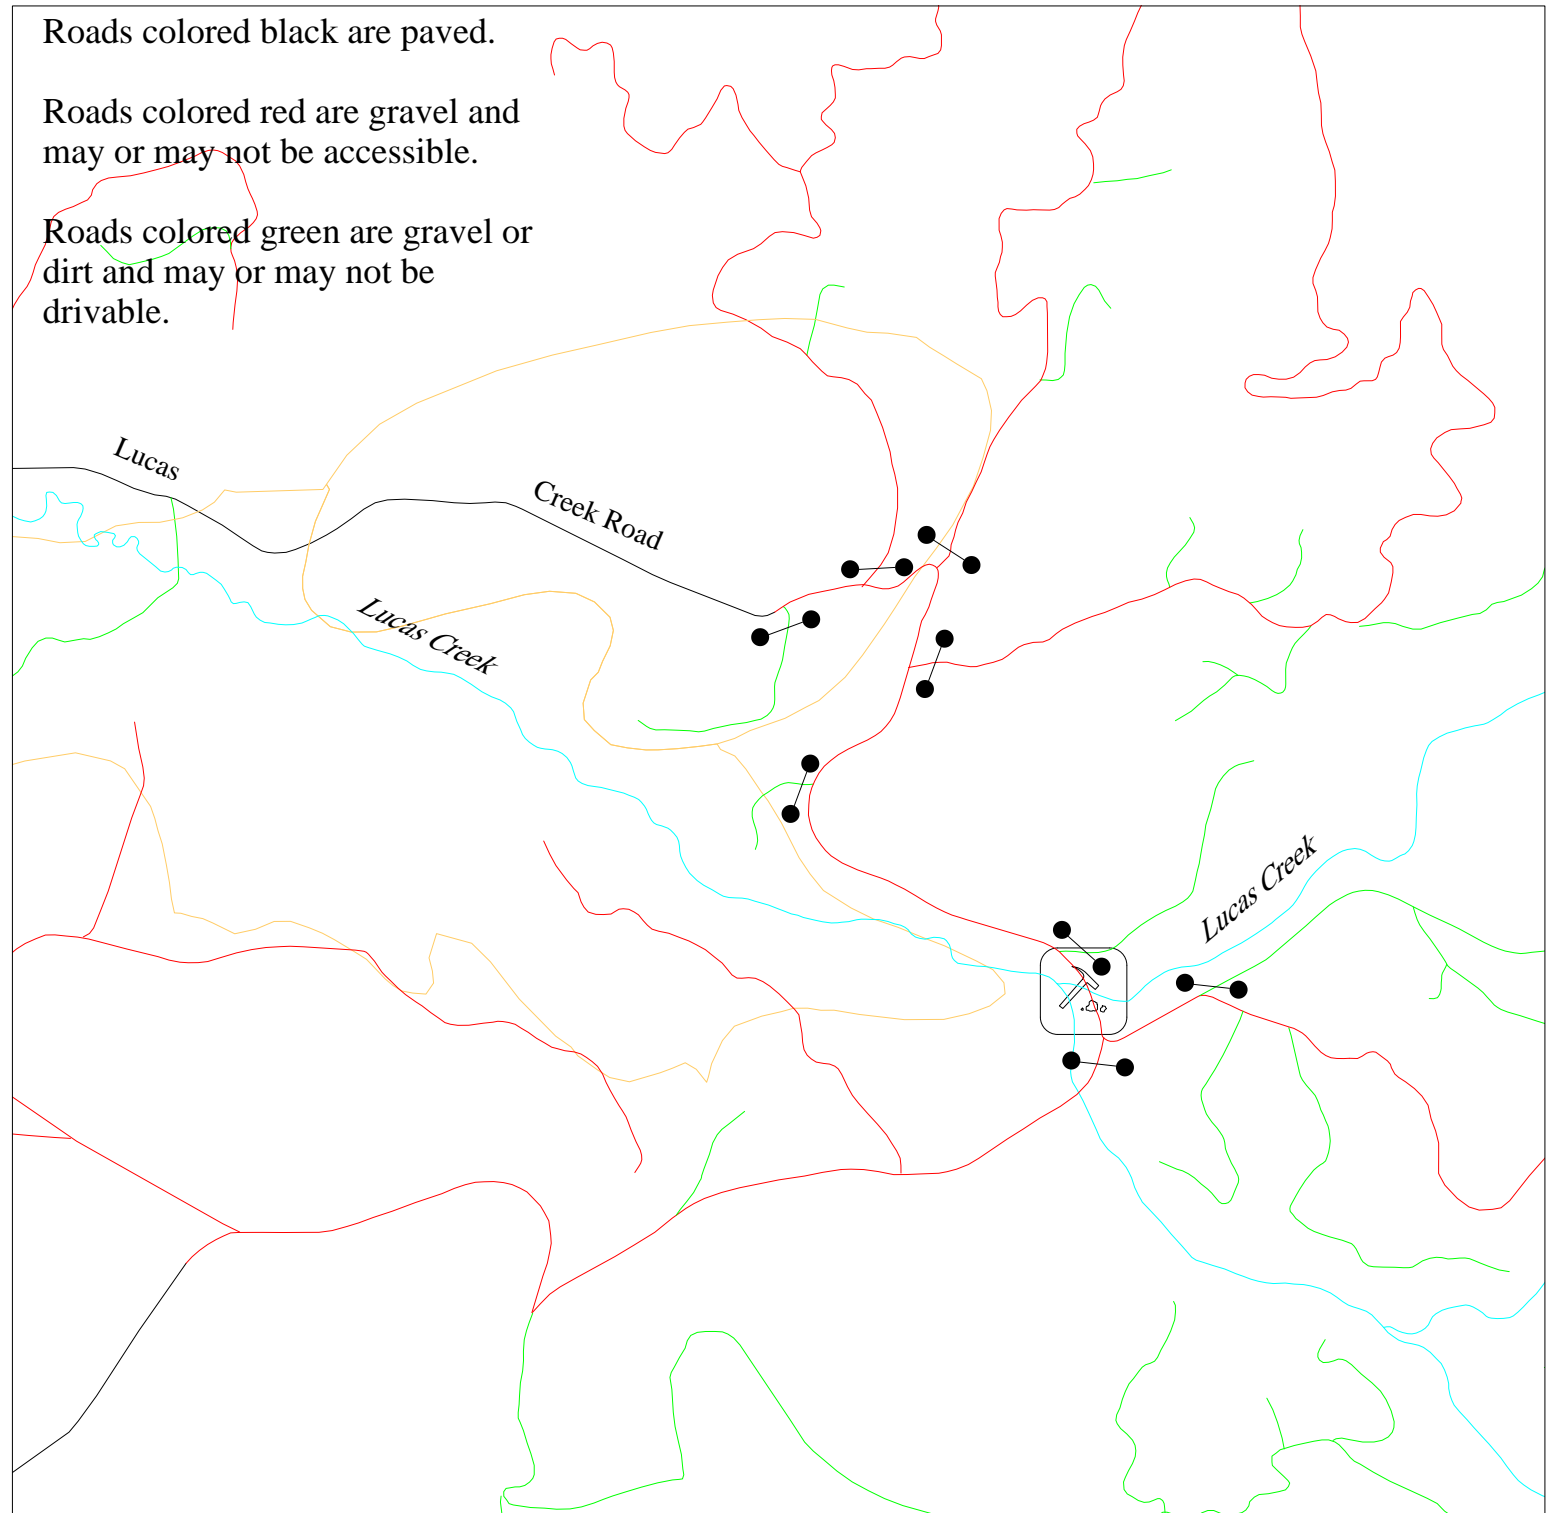 Roads colored black are paved.
Roads colored red are gravel and
may or may not be accessible.
Roads colored green are gravel or
dirt and may or may not be
drivable.
Lucas
Creek Road
Lucas Creek
Lucas Creek